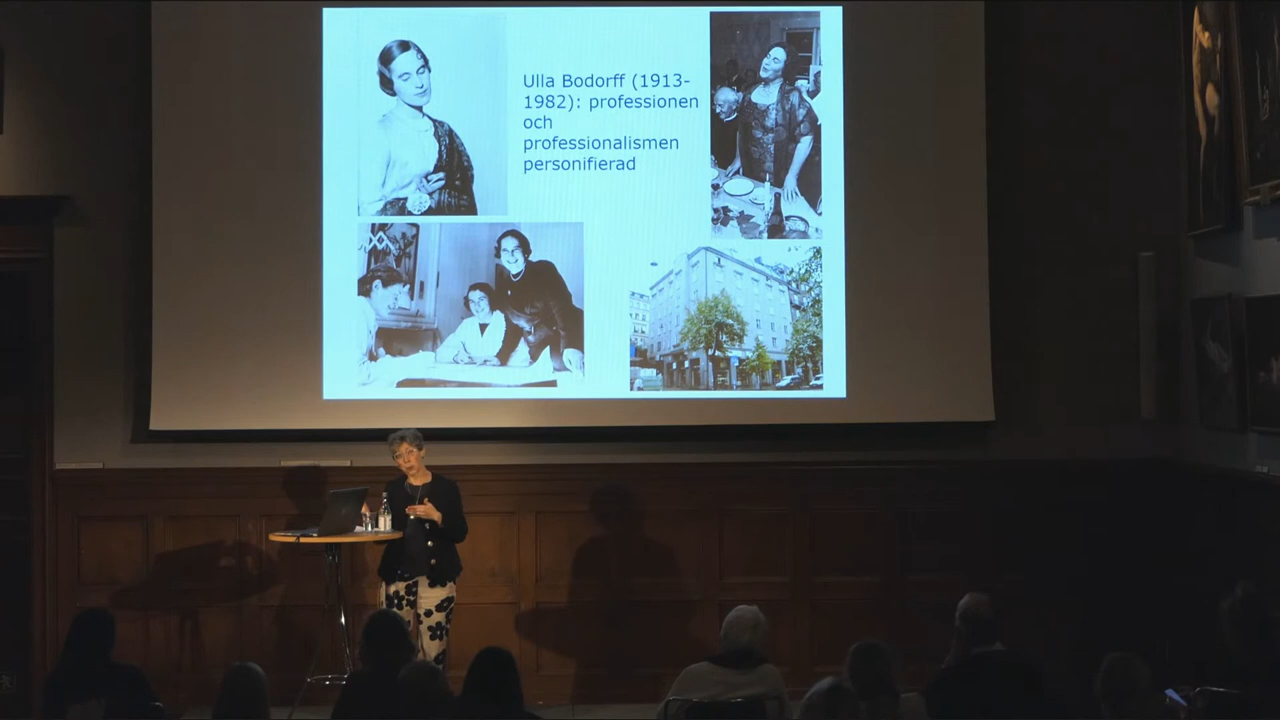 Ulla Bodorff (1913-
1982): professionen
och
professionalismen
personifierad